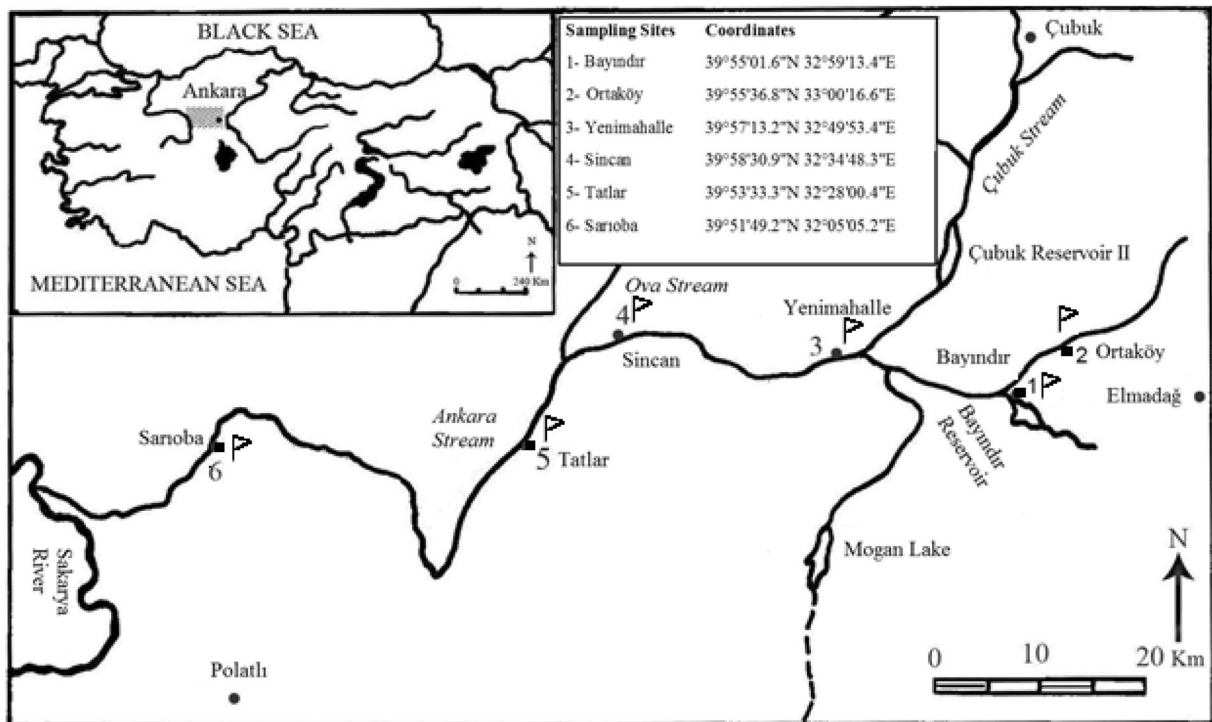 BLACK SEA
Ankara
MEDITERRANEAN SEA
N
0 240 Km
Sampling Sites Coordinates
1- Bayındır 39°55'01.6"N 32°59'13.4"E
2- Ortaköy 39°55'36.8"N 33°00'16.6"E
3- Yenimahalle 39°57'13.2"N 32°49'53.4"E
4- Sincan 39°58'30.9"N 32°34'48.3"E
5- Tatlar 39°53'33.3"N 32°28'00.4"E
6- Sarıoba 39°51'49.2"N 32°05'05.2"E
Çubuk
Çubuk Stream
Çubuk Reservoir II
Ova Stream
4
Sincan
Yenimahalle
3
Bayındır
2 Ortaköy
1
Elmadağ
Bayındır
Reservoir
Ankara
Stream
5 Tatlar
Sarıoba
6
Mogan Lake
Sakarya
River
Polatlı
N
0 10 20 Km